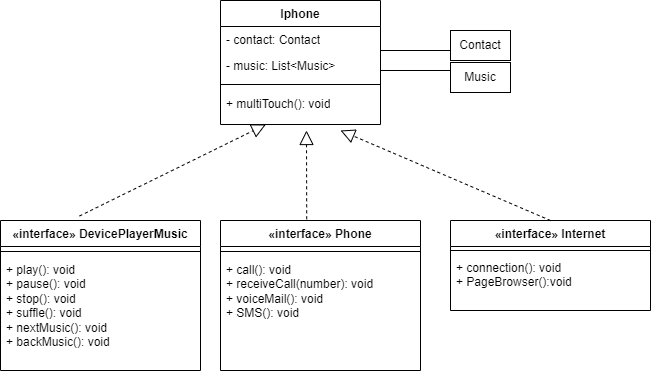 Iphone
- contact: Contact
- music: List<Music>
+ multiTouch(): void
Contact
Music
«interface» DevicePlayerMusic
+ play(): void
+ pause(): void
+ stop(): void
+ suffle(): void
+ nextMusic(): void
+ backMusic(): void
«interface» Phone
+ call(): void
+ receiveCall(number): void
+ voiceMail(): void
+ SMS(): void
«interface» Internet
+ connection(): void
+ PageBrowser():void